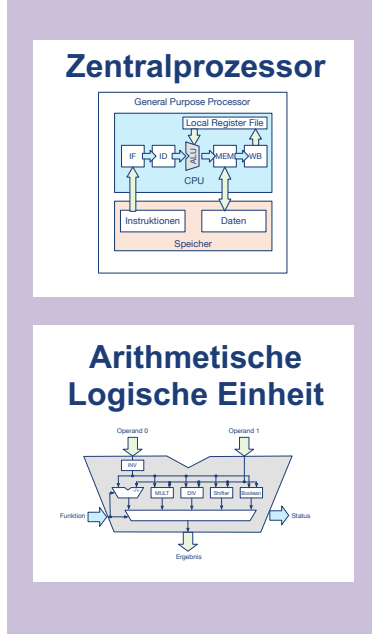 Zentralprozessor
General Purpose Processor
Local Register File
IF
ID
ALU
MEM
WB
CPU
Instruktionen
Daten
Speicher
Arithmetische
Logische Einheit
Operand 0
Operand 1
INV
-/+
MULT
DIV
Shifter
Boolean
Funktion
Status
Ergebnis